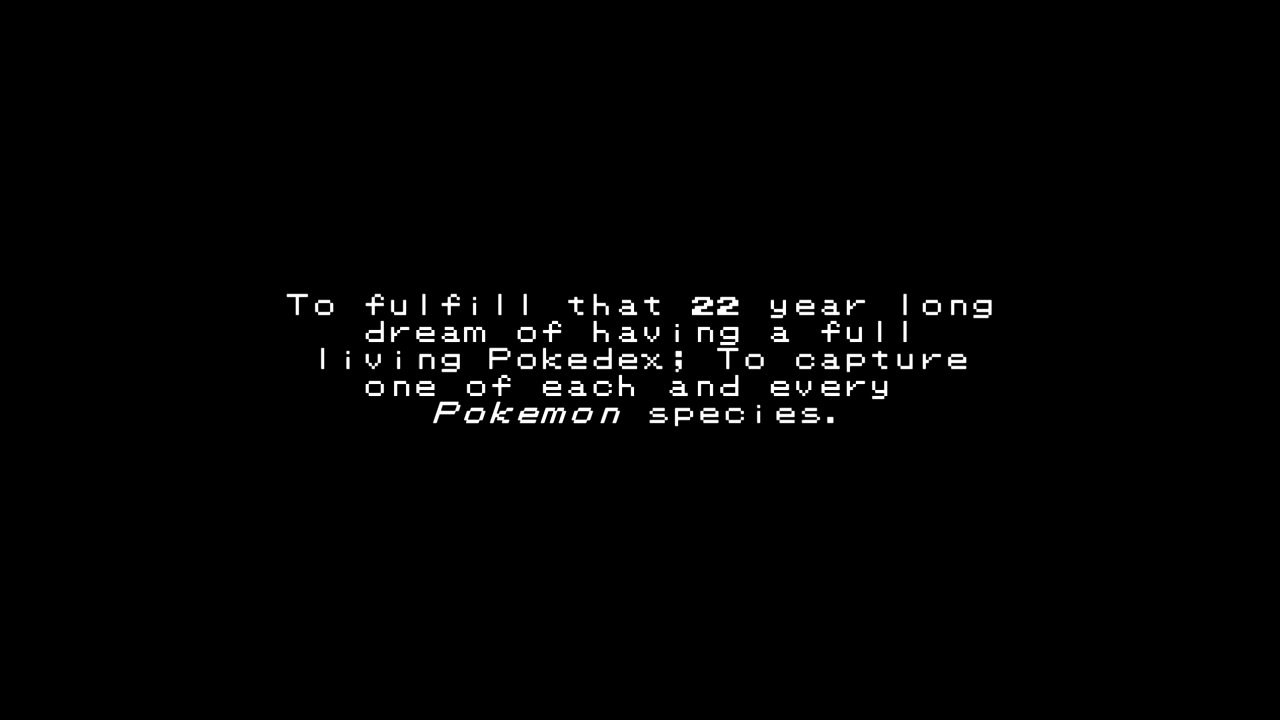 To fulfill that 22 year long
dream of having a full
living Pokedex; To capture
one of each and every
Pokemon species.